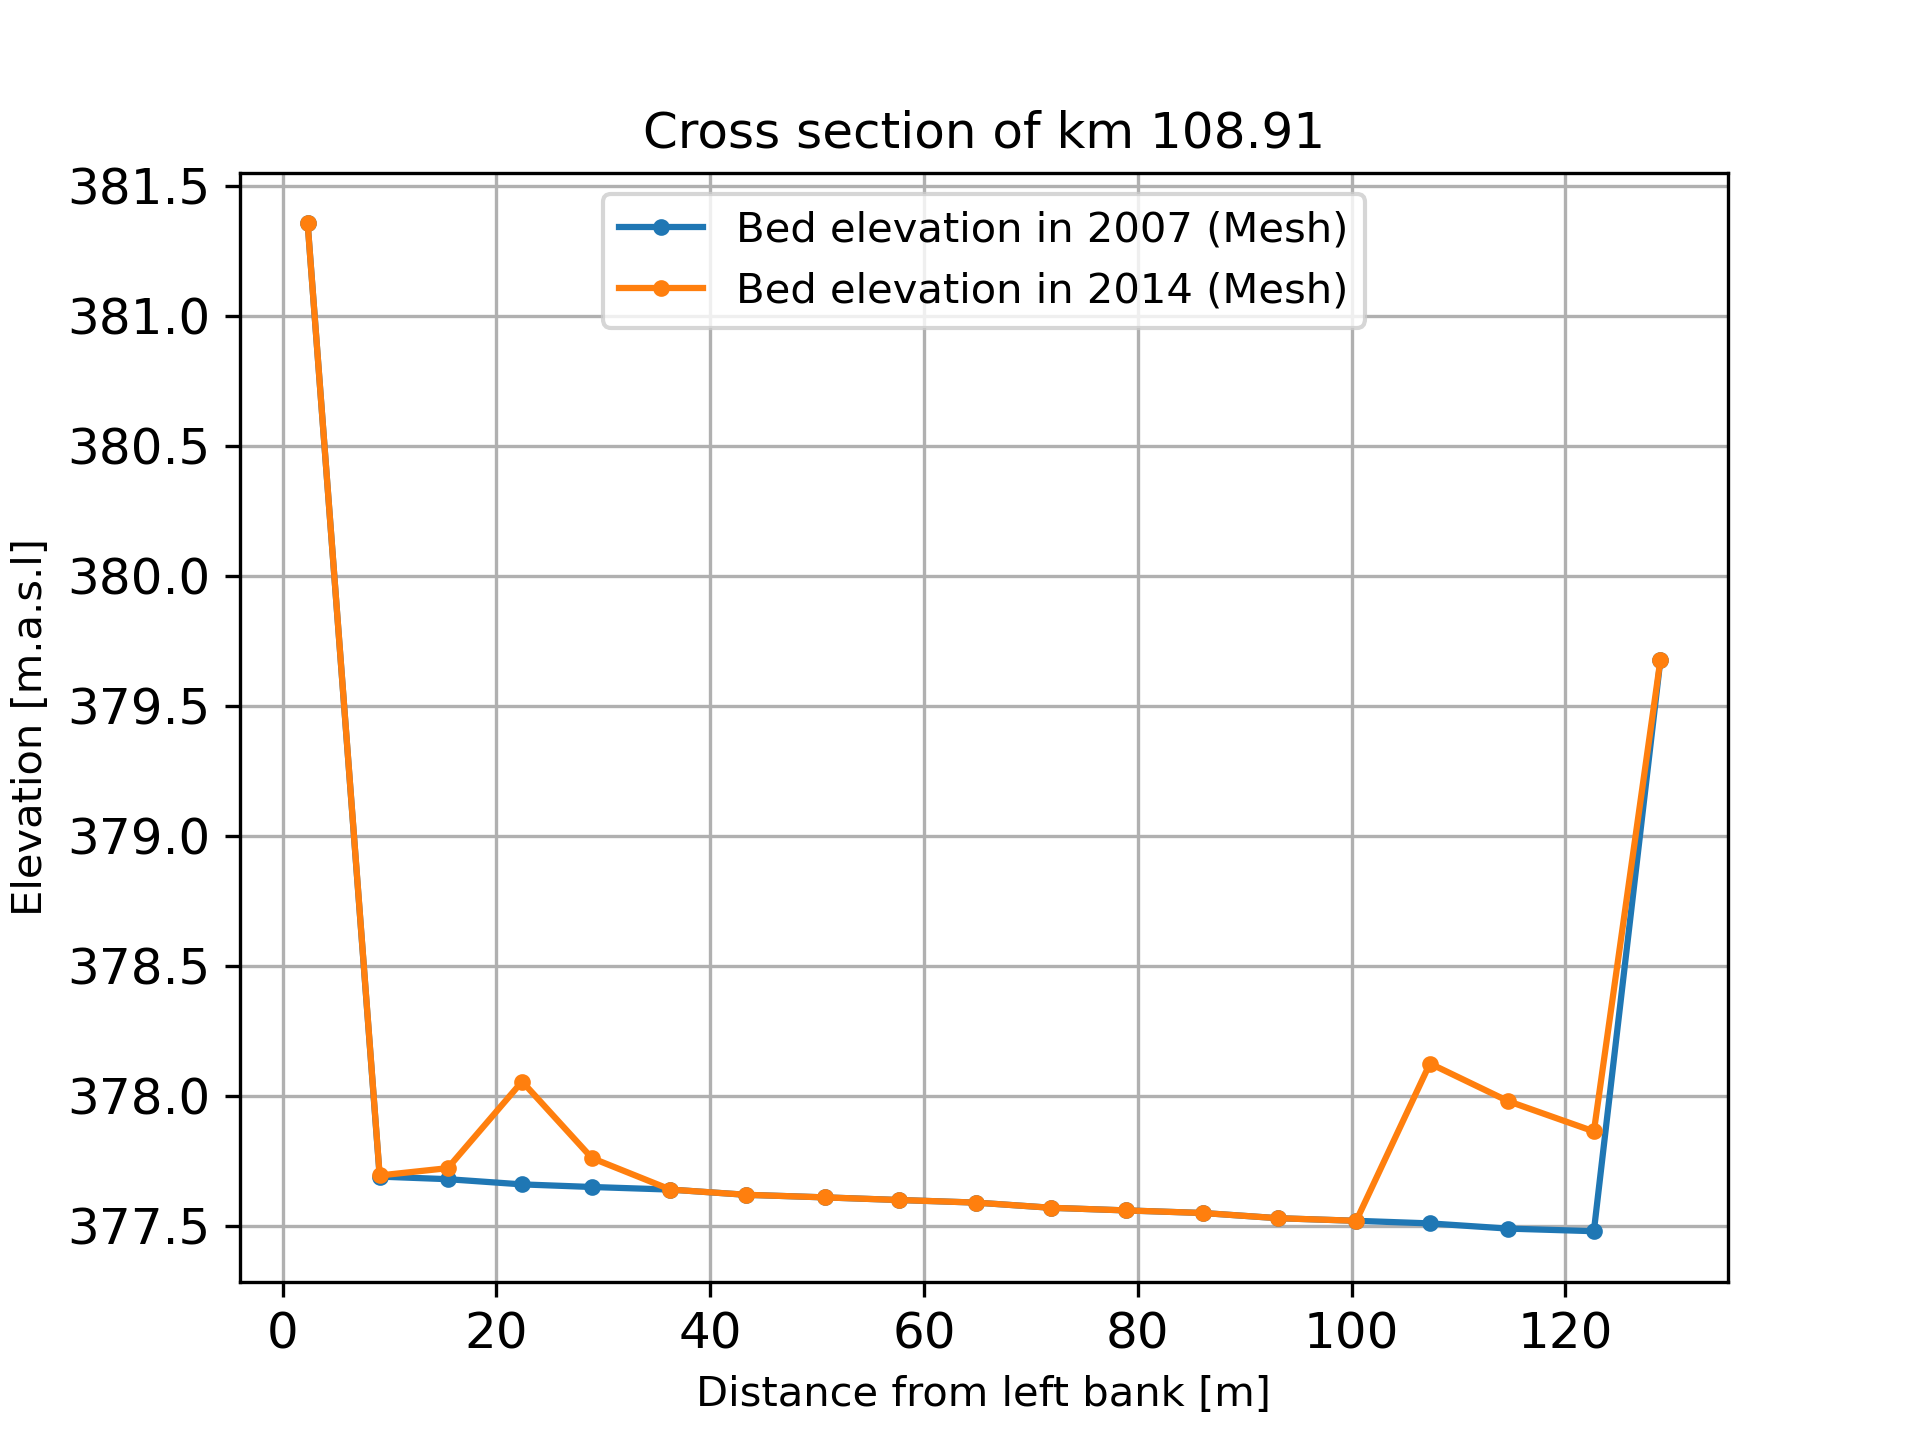 Cross section of km 108.91
Bed elevation in 2007 (Mesh)
Bed elevation in 2014 (Mesh)
Elevation [m.a.s.l]
381.5
381.0
380.5
380.0
379.5
379.0
378.5
378.0
377.5
0 20 40 60 80 100 120
Distance from left bank [m]